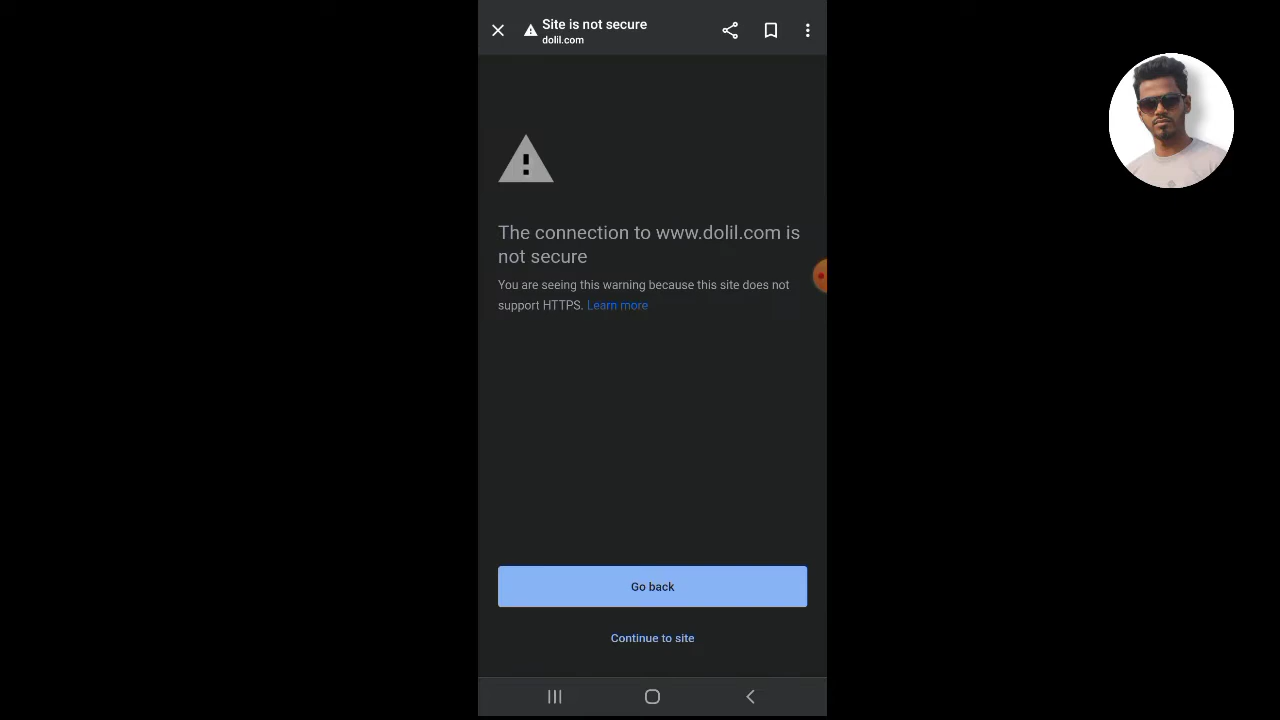 Site is not secure
dolil.com
The connection to www.dolil.com is
not secure
You are seeing this warning because this site does not
support HTTPS. Learn more
Go back
Continue to site